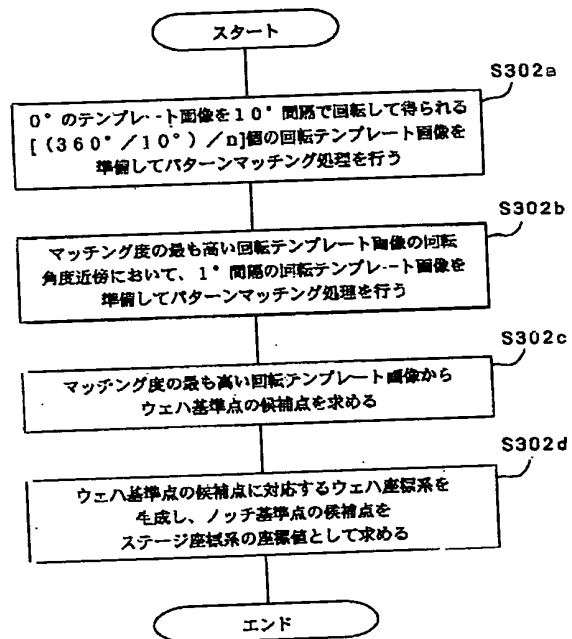 スタート
S302a
0°のテンプレート画像を10°間隔で回転して得られる
[(360°/10°)/n]個の回転テンプレート画像を
準備してパターンマッチング処理を行う
S302b
マッチング度の最も高い回転テンプレート画像の回転
角度近傍において、1°間隔の回転テンプレート画像を
準備してパターンマッチング処理を行う
S302c
マッチング度の最も高い回転テンプレート画像から
ウェハ基準点の候補点を求める
S302d
ウェハ基準点の候補点に対応するウェハ座標系を
生成し、ノッチ基準点の候補点を
ステージ座標系の座標値として求める
エンド